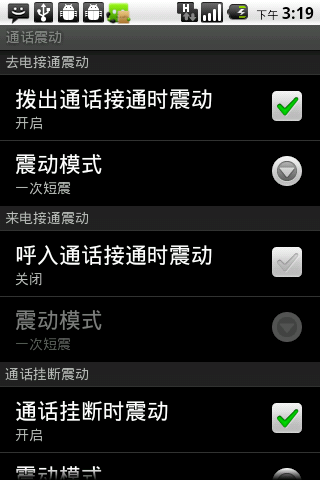 H
下午 3:19
通话震动
去电接通震动
拨出通话接通时震动
开启
震动模式
一次短震
来电接通震动
呼入通话接通时震动
关闭
震动模式
一次短震
通话挂断震动
通话挂断时震动
开启
震动模式